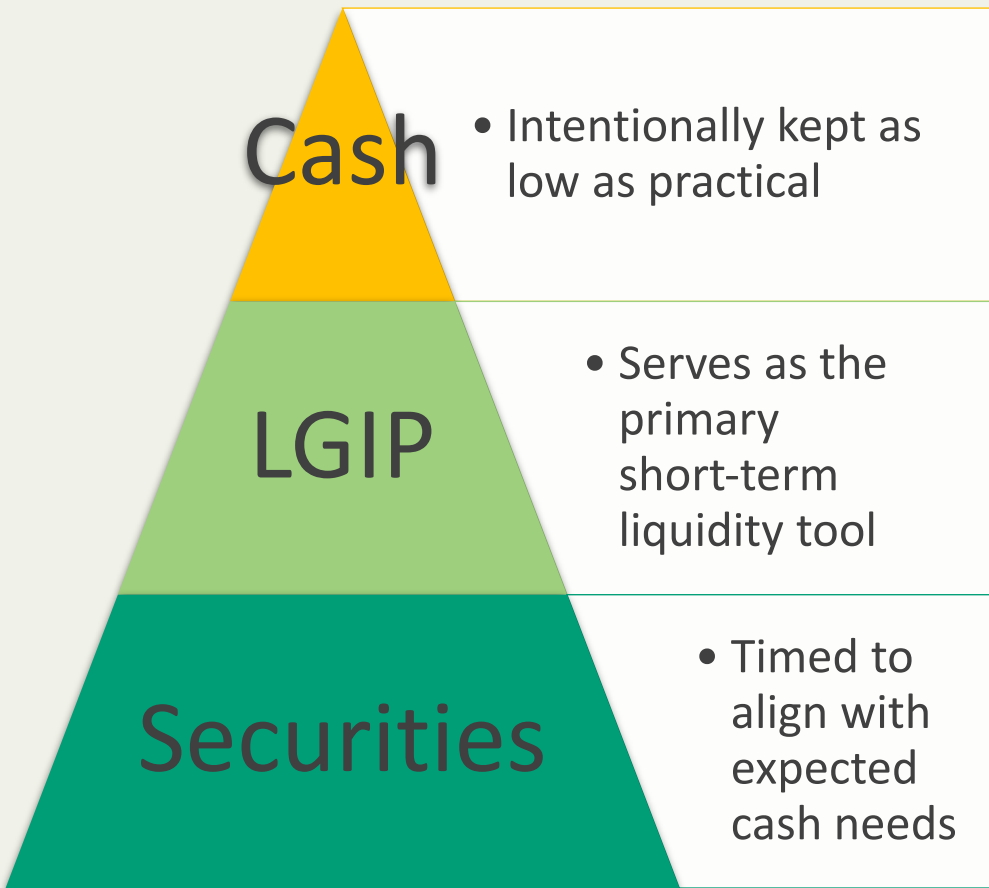 Cash
• Intentionally kept as
low as practical
LGIP
• Serves as the
primary
short-term
liquidity tool
Securities
• Timed to
align with
expected
cash needs